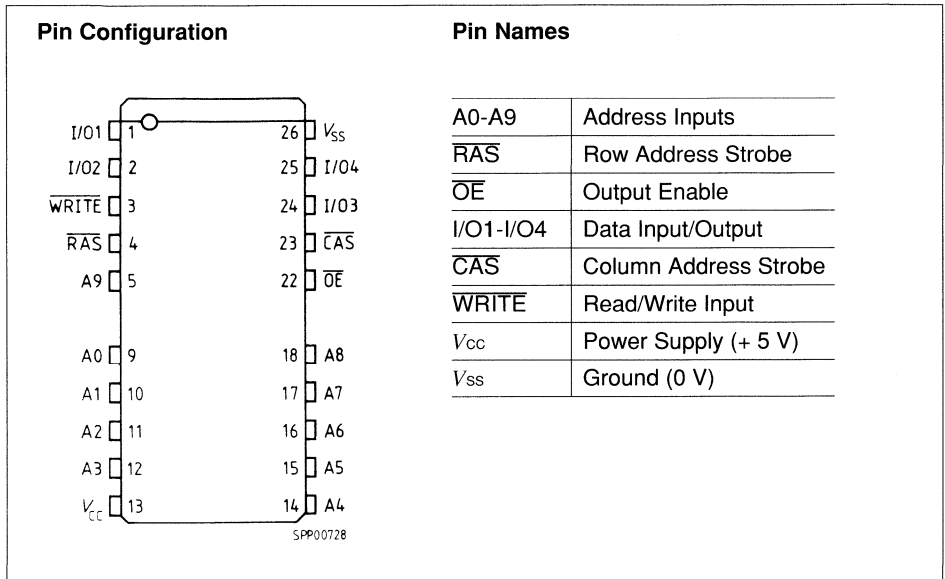 Pin Configuration
Pin Names
I/O1 1 26 VSS
I/O2 2 25 I/O4
WRITE 3 24 I/O3
RAS 4 23 CAS
A9 5 22 OE
A0 9 18 A8
A1 10 17 A7
A2 11 16 A6
A3 12 15 A5
VCC 13 14 A4
SPP00728
A0-A9 Address Inputs
RAS Row Address Strobe
OE Output Enable
I/O1-I/O4 Data Input/Output
CAS Column Address Strobe
WRITE Read/Write Input
Vcc Power Supply (+ 5 V)
Vss Ground (0 V)